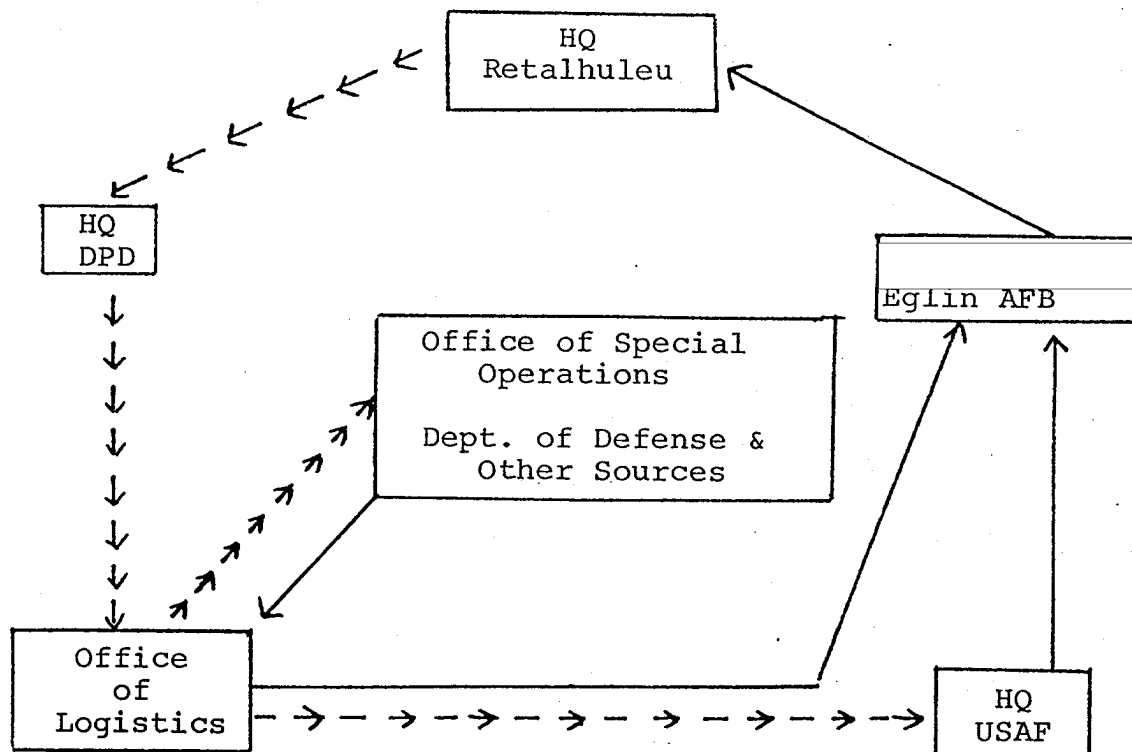 HQ
Retalhuleu
HQ
DPD
Eglin AFB
Office of Special
Operations
Dept. of Defense &
Other Sources
Office
of
Logistics
HQ
USAF